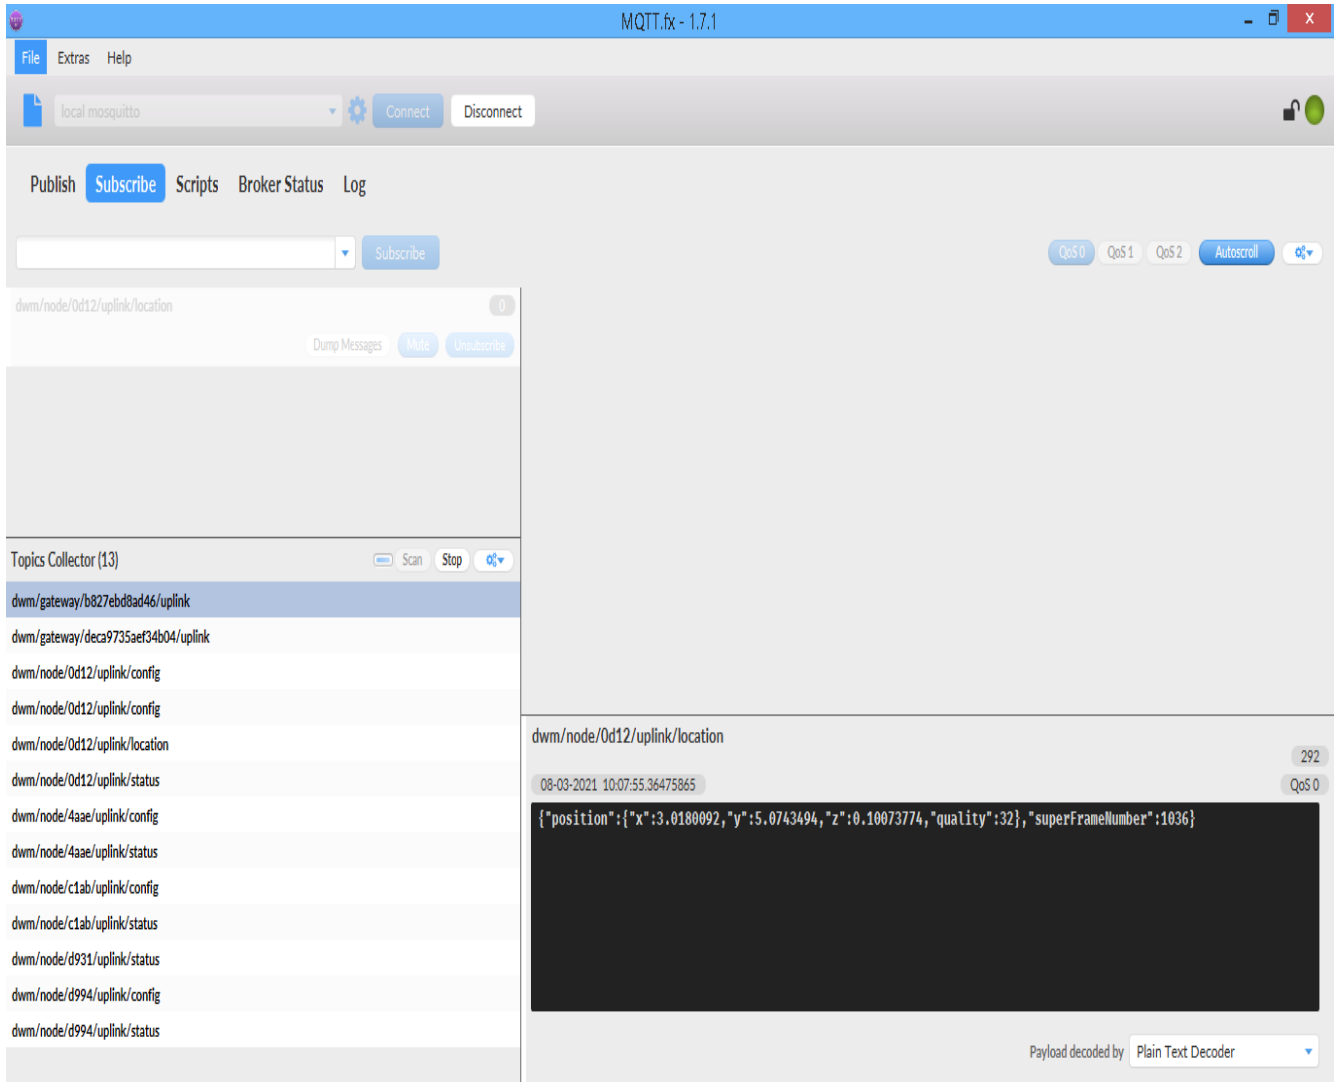 MQTT.fx - 1.7.1
File Extras Help
local mosquitto Connect Disconnect
Publish Subscribe Scripts Broker Status Log
Subscribe QoS 0 QoS 1 QoS 2 Autoscroll
dwm/node/0d12/uplink/location 0
Dump Messages Mute Unsubscribe
Topics Collector (13) Scan Stop
dwm/gateway/b827ebd8ad46/uplink
dwm/gateway/deca9735aef34b04/uplink
dwm/node/0d12/uplink/config
dwm/node/0d12/uplink/config
dwm/node/0d12/uplink/location
dwm/node/0d12/uplink/status
dwm/node/4aae/uplink/config
dwm/node/4aae/uplink/status
dwm/node/c1ab/uplink/config
dwm/node/c1ab/uplink/status
dwm/node/d931/uplink/status
dwm/node/d994/uplink/config
dwm/node/d994/uplink/status
dwm/node/0d12/uplink/location
292
08-03-2021 10:07:55.36475865 QoS 0
{"position":{"x":3.0180092,"y":5.0743494,"z":0.10073774,"quality":32},"superFrameNumber":1036}
Payload decoded by Plain Text Decoder